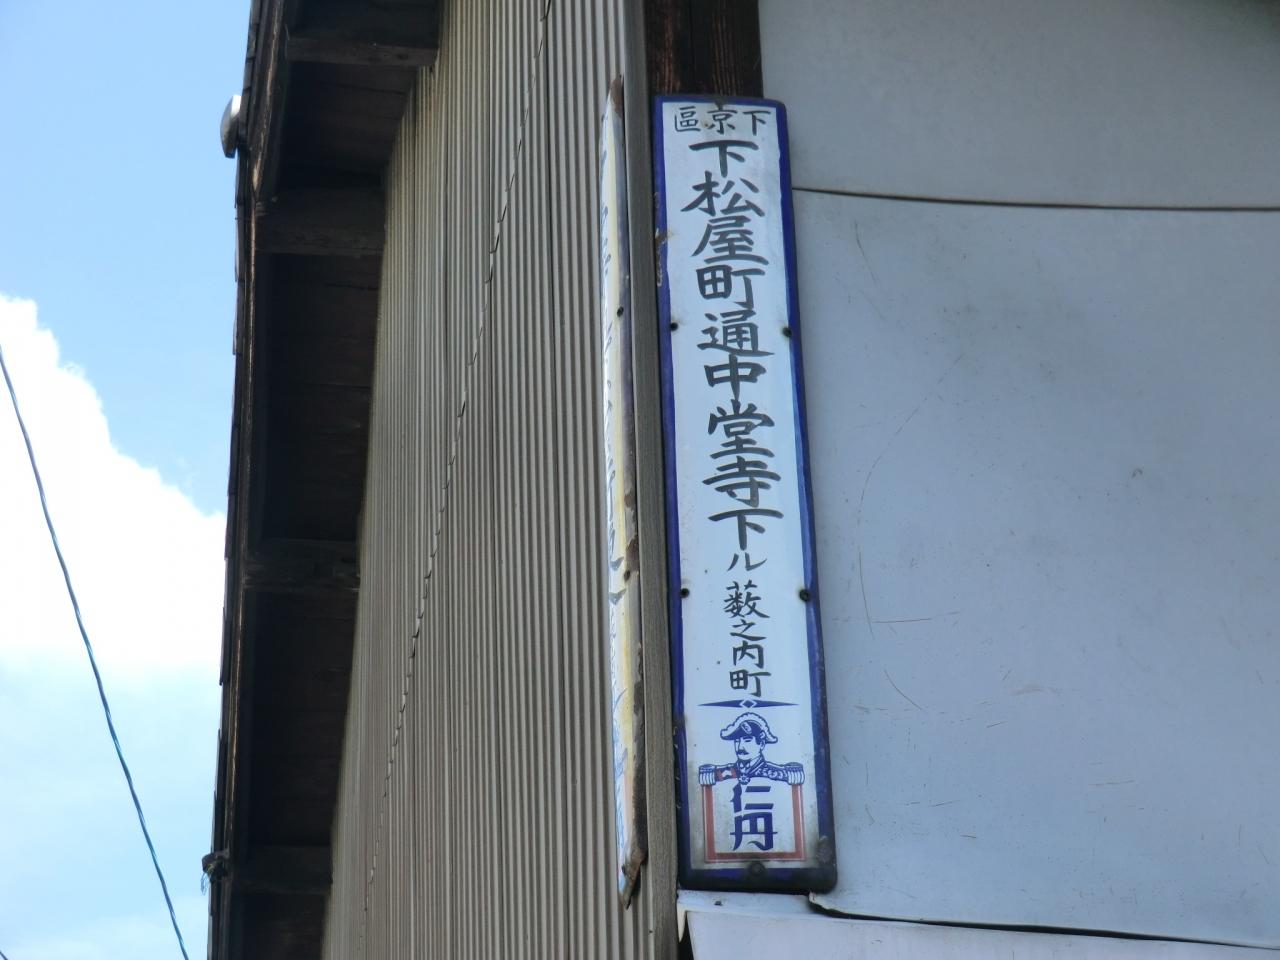 下京區
下松屋町通中堂寺下ル
薮之内町
仁丹